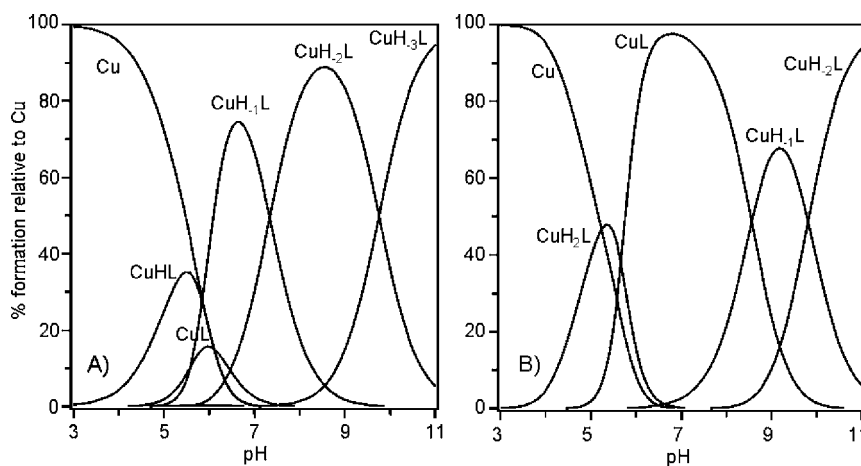 % formation relative to Cu
100
80
60
40
20
0
Cu
CuHL
CuL
CuH₋₁L
CuH₋₂L
CuH₋₃L
A)
3
5
7
9
11
pH
100
80
60
40
20
0
Cu
CuH₂L
CuL
CuH₋₁L
CuH₋₂L
B)
3
5
7
9
11
pH